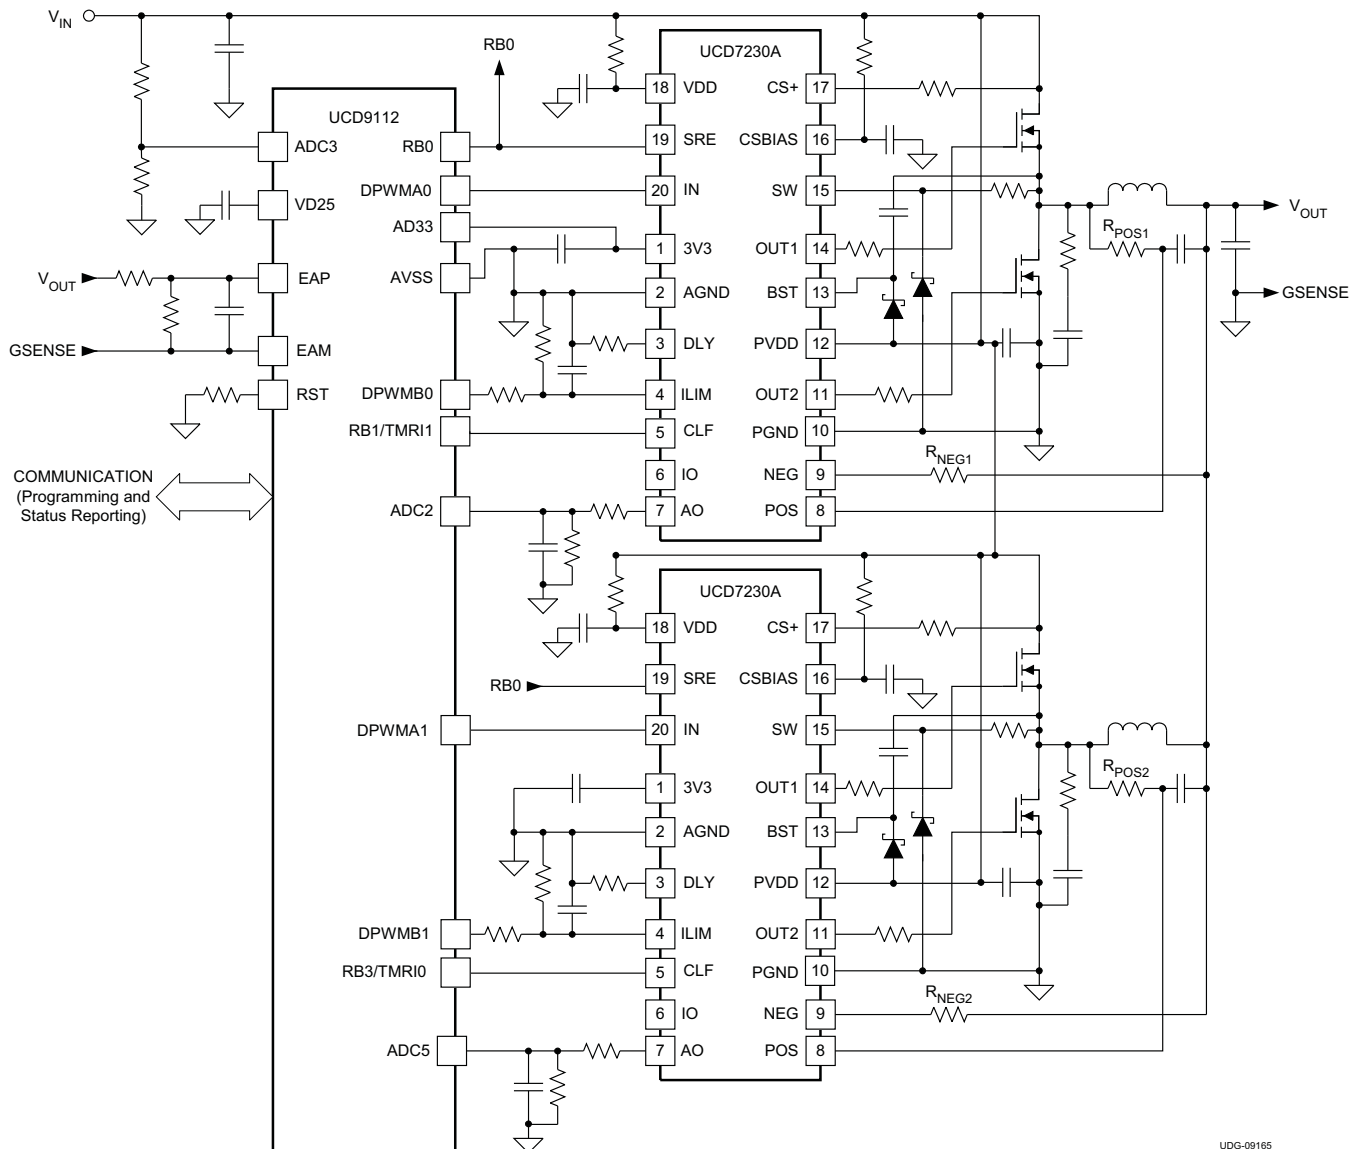 V_IN
RB0
UCD7230A
UCD9112
18 VDD CS+ 17
ADC3 RB0 19 SRE CSBIAS 16
DPWMA0 20 IN SW 15
VD25
V_OUT
AD33
1 3V3 OUT1 14
R_POS1
AVSS
V_OUT EAP
2 AGND BST 13
GSENSE
3 DLY PVDD 12
GSENSE EAM
RST DPWMB0 4 ILIM OUT2 11
RB1/TMRI1 5 CLF PGND 10
6 IO NEG 9
R_NEG1
COMMUNICATION
(Programming and
Status Reporting)
ADC2 7 AO POS 8
UCD7230A
18 VDD CS+ 17
RB0 19 SRE CSBIAS 16
DPWMA1 20 IN SW 15
R_POS2
1 3V3 OUT1 14
2 AGND BST 13
3 DLY PVDD 12
DPWMB1 4 ILIM OUT2 11
RB3/TMRI0 5 CLF PGND 10
R_NEG2
6 IO NEG 9
ADC5 7 AO POS 8
UDG-09165